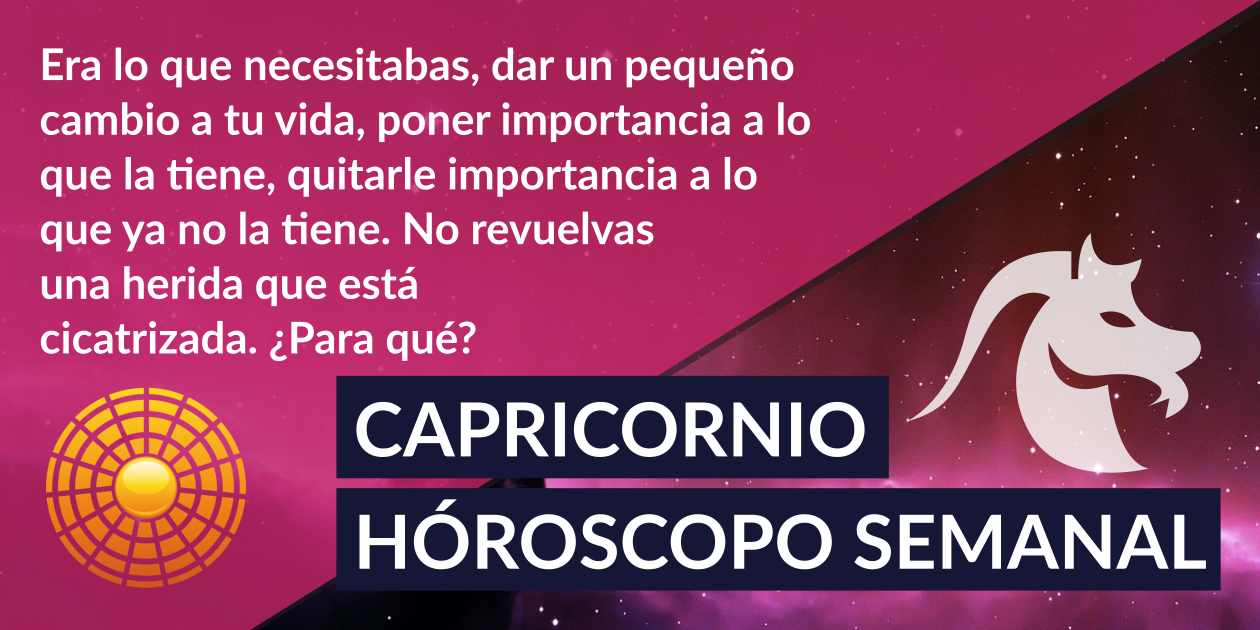 Era lo que necesitabas, dar un pequeño
cambio a tu vida, poner importancia a lo
que la tiene, quitarle importancia a lo
que ya no la tiene. No revuelvas
una herida que está
cicatrizada. ¿Para qué?
CAPRICORNIO
HÓROSCOPO SEMANAL